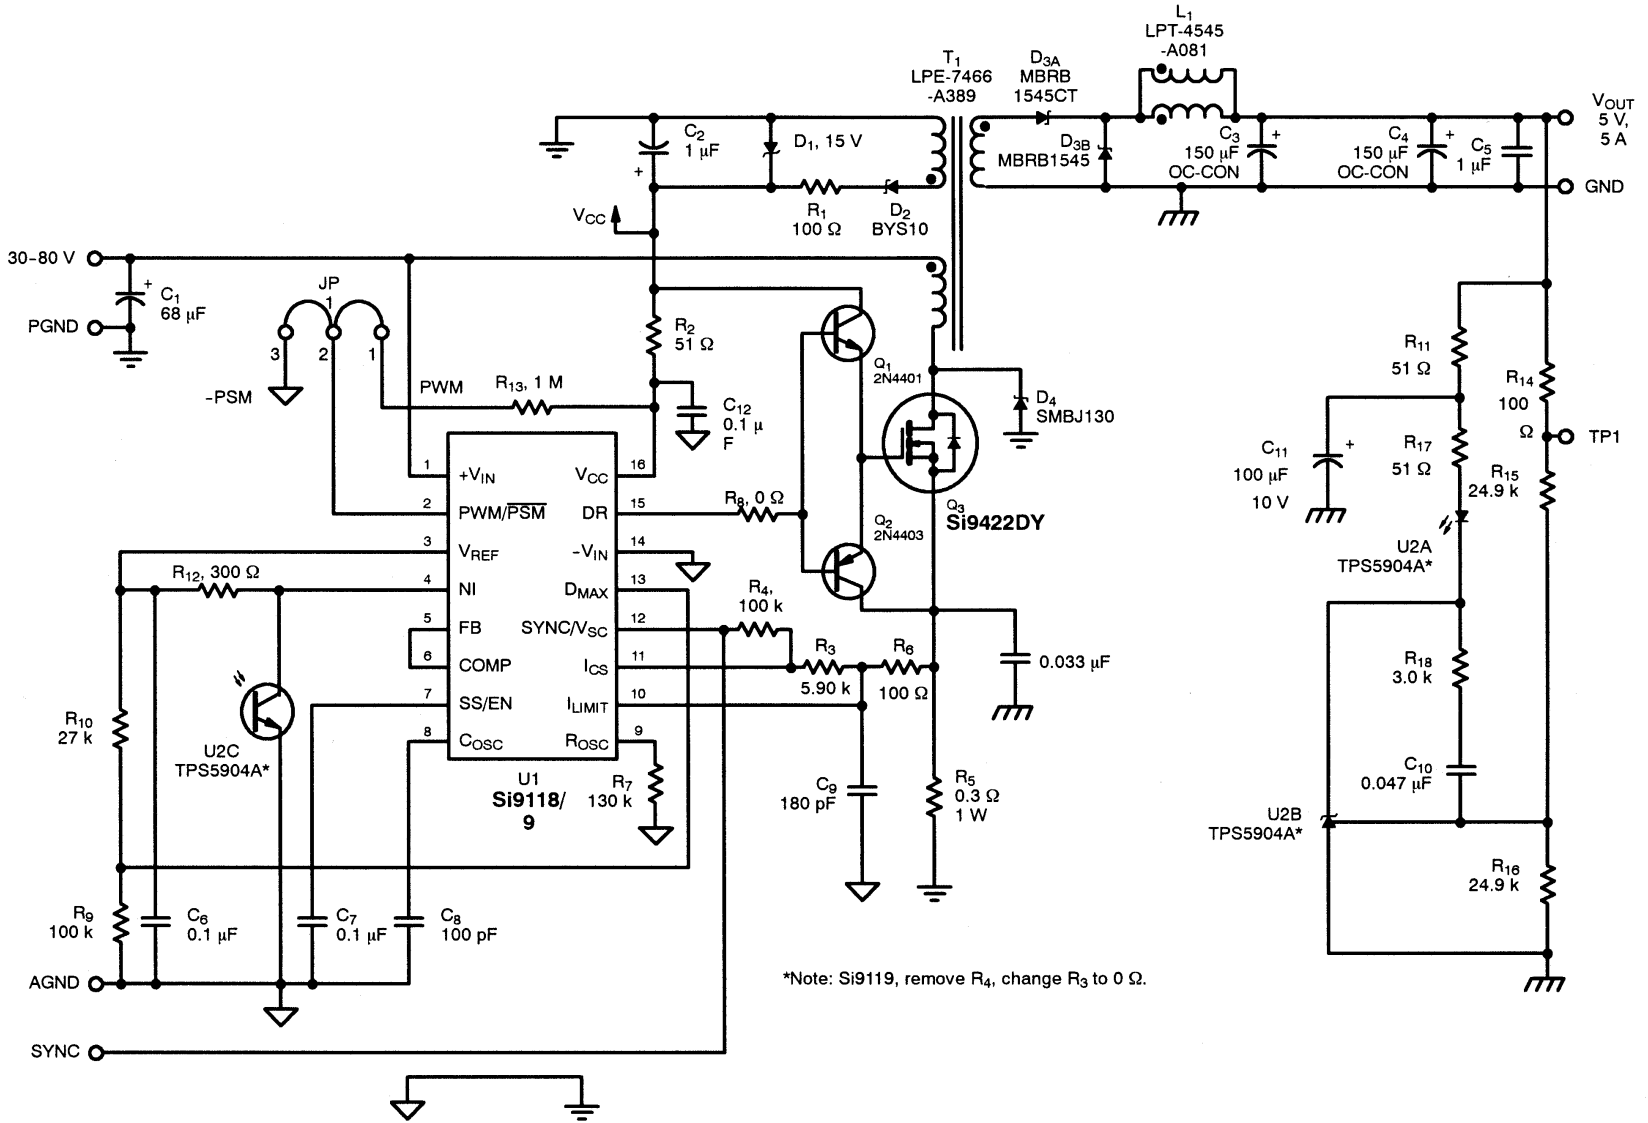 L1
LPT-4545
-A081
T1
LPE-7466
-A389
D3A
MBRB
1545CT
VOUT
5 V,
5 A
C2
1 μF
+
D1, 15 V
D3B
MBRB1545
C3
150 μF
OC-CON
+
C4
150 μF
OC-CON
+
C5
1 μF
GND
VCC
R1
100 Ω
D2
BYS10
30–80 V
+
C1
68 μF
PGND
JP
1
3
2
1
-PSM
PWM
R13, 1 M
R2
51 Ω
C12
0.1 μ
F
Q1
2N4401
D4
SMBJ130
R11
51 Ω
R14
100
Ω
TP1
C11
100 μF
10 V
+
R17
51 Ω
R15
24.9 k
1
+VIN
VCC
16
2
PWM/PSM
DR
15
R8, 0 Ω
3
VREF
-VIN
14
4
NI
DMAX
13
5
FB
SYNC/VSC
12
6
COMP
ICS
11
7
SS/EN
ILIMIT
10
8
COSC
ROSC
9
U1
Si9118/
9
Q2
2N4403
Q3
Si9422DY
U2A
TPS5904A*
R12, 300 Ω
R4,
100 k
R3
5.90 k
R6
100 Ω
0.033 μF
R18
3.0 k
R10
27 k
U2C
TPS5904A*
R7
130 k
C9
180 pF
R5
0.3 Ω
1 W
C10
0.047 μF
U2B
TPS5904A*
R16
24.9 k
R9
100 k
C6
0.1 μF
C7
0.1 μF
C8
100 pF
AGND
*Note: Si9119, remove R4, change R3 to 0 Ω.
SYNC